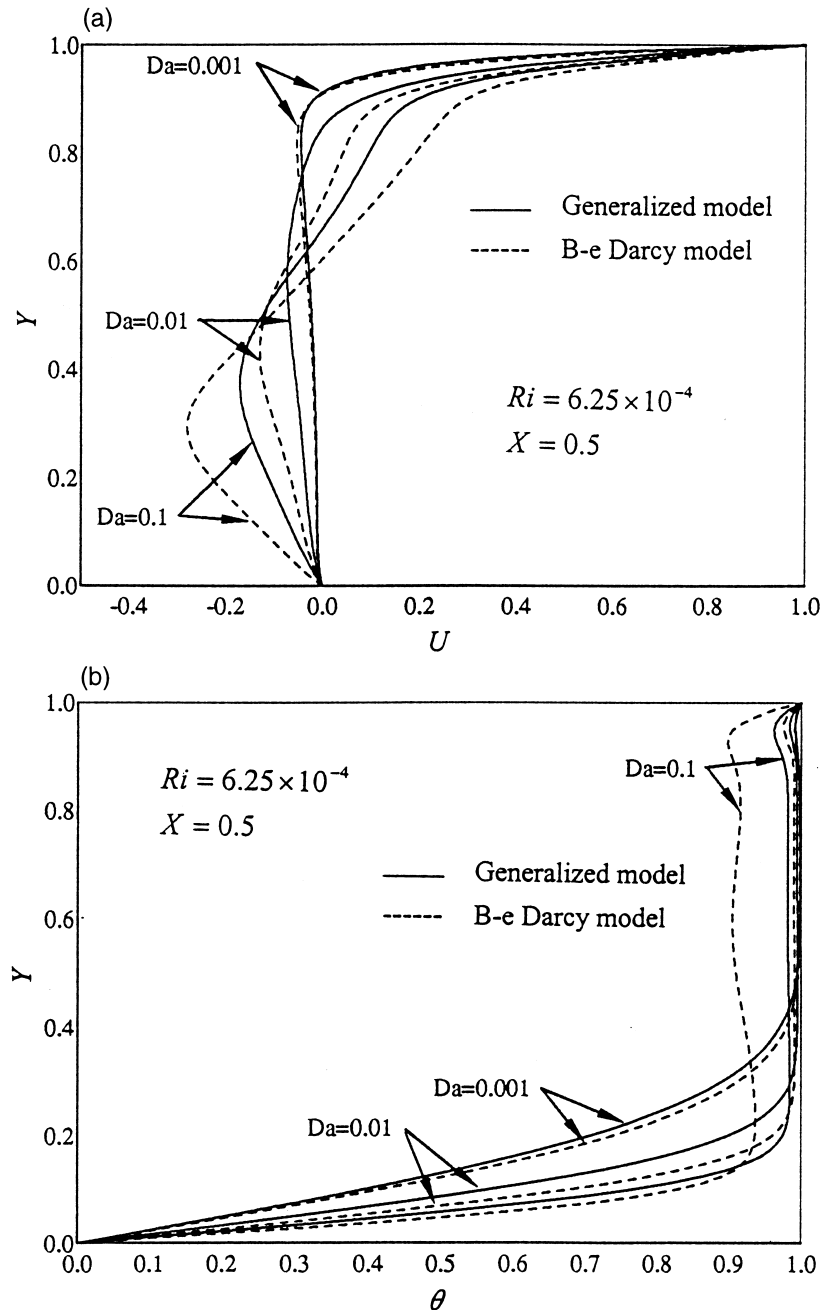 (a)
1.0
Da=0.001
0.8
Generalized model
B-e Darcy model
0.6
Y
Da=0.01
0.4
Ri = 6.25×10⁻⁴
X = 0.5
0.2
Da=0.1
0.0
-0.4 -0.2 0.0 0.2 0.4 0.6 0.8 1.0
U
(b)
1.0
Ri = 6.25×10⁻⁴
Da=0.1
X = 0.5
0.8
Generalized model
B-e Darcy model
0.6
Y
0.4
Da=0.001
Da=0.01
0.2
0.0
0.0 0.1 0.2 0.3 0.4 0.5 0.6 0.7 0.8 0.9 1.0
θ